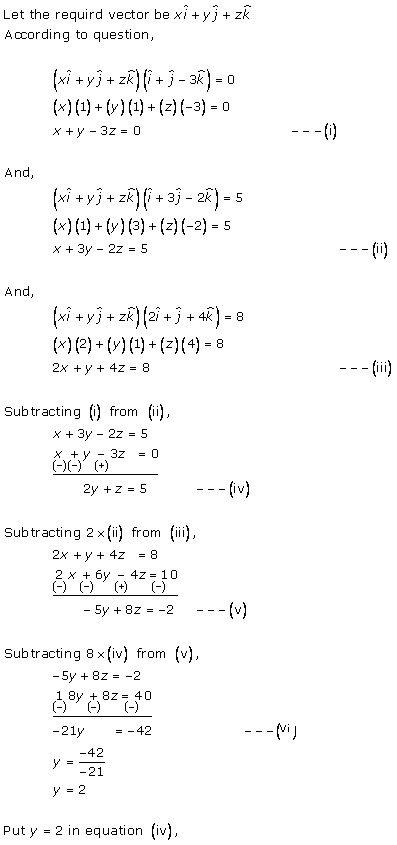 Let the requird vector be xî + yĵ + zk̂
According to question,
(xî + yĵ + zk̂)(î + ĵ − 3k̂) = 0
(x)(1) + (y)(1) + (z)(−3) = 0
x + y − 3z = 0 − − −(i)
And,
(xî + yĵ + zk̂)(î + 3ĵ − 2k̂) = 5
(x)(1) + (y)(3) + (z)(−2) = 5
x + 3y − 2z = 5 − − −(ii)
And,
(xî + yĵ + zk̂)(2î + ĵ + 4k̂) = 8
(x)(2) + (y)(1) + (z)(4) = 8
2x + y + 4z = 8 − − −(iii)
Subtracting (i) from (ii),
x + 3y − 2z = 5
x + y − 3z = 0
(−)(−) (+)
2y + z = 5 − − −(iv)
Subtracting 2×(ii) from (iii),
2x + y + 4z = 8
2 x + 6y − 4z = 10
(−) (−) (+) (−)
− 5y + 8z = −2 − − −(v)
Subtracting 8×(iv) from (v),
−5y + 8z = −2
1 8y + 8z = 40
(−) (−) (−)
−21y = −42 − − −(vi)
y = −42/−21
y = 2
Put y = 2 in equation (iv),